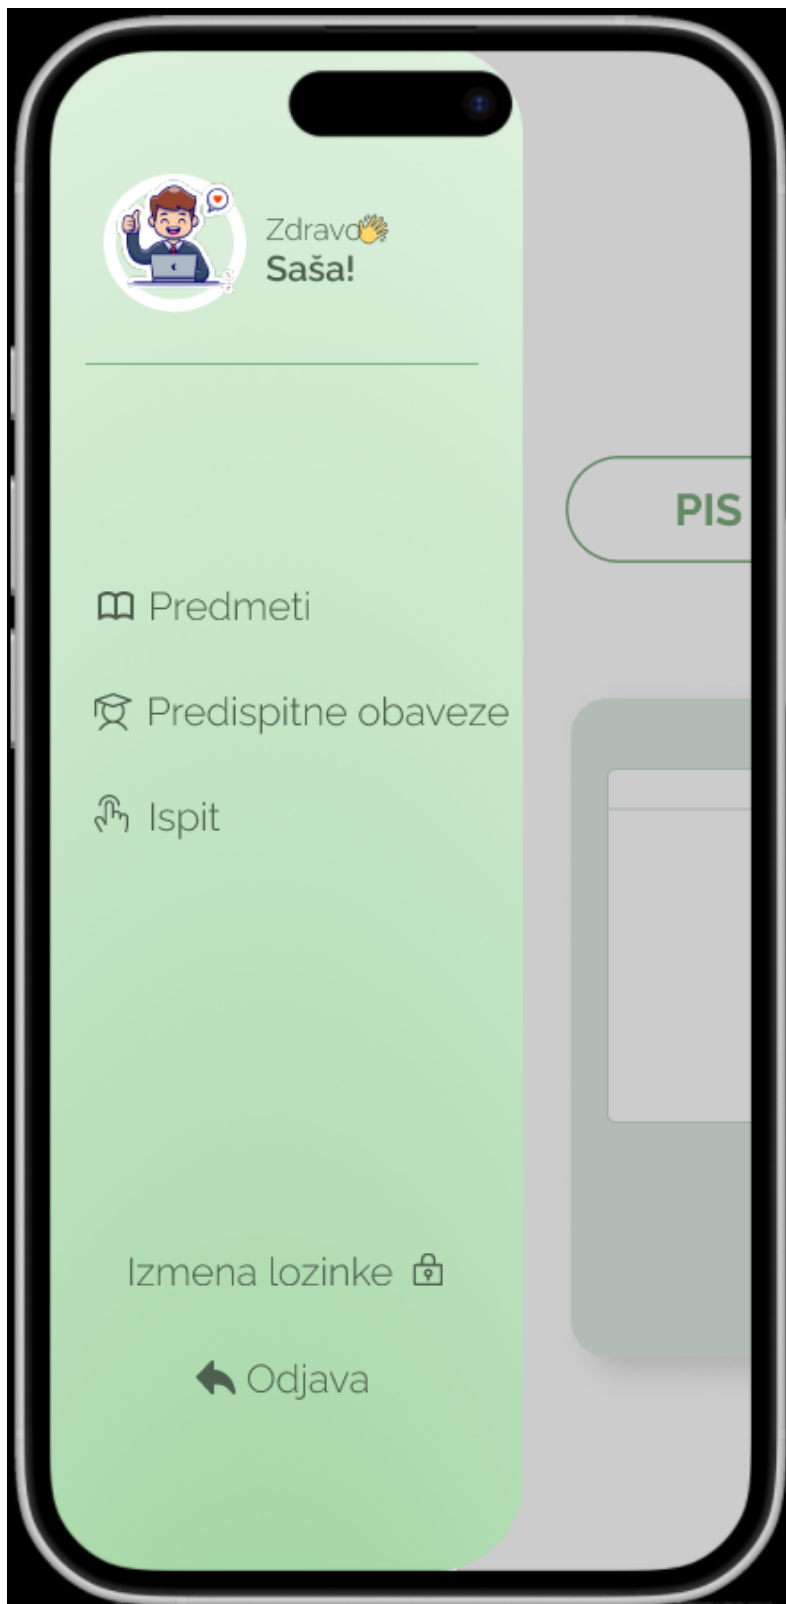 Zdravo👋
Saša!
PIS
Predmeti
Predispitne obaveze
Ispit
Izmena lozinke
Odjava